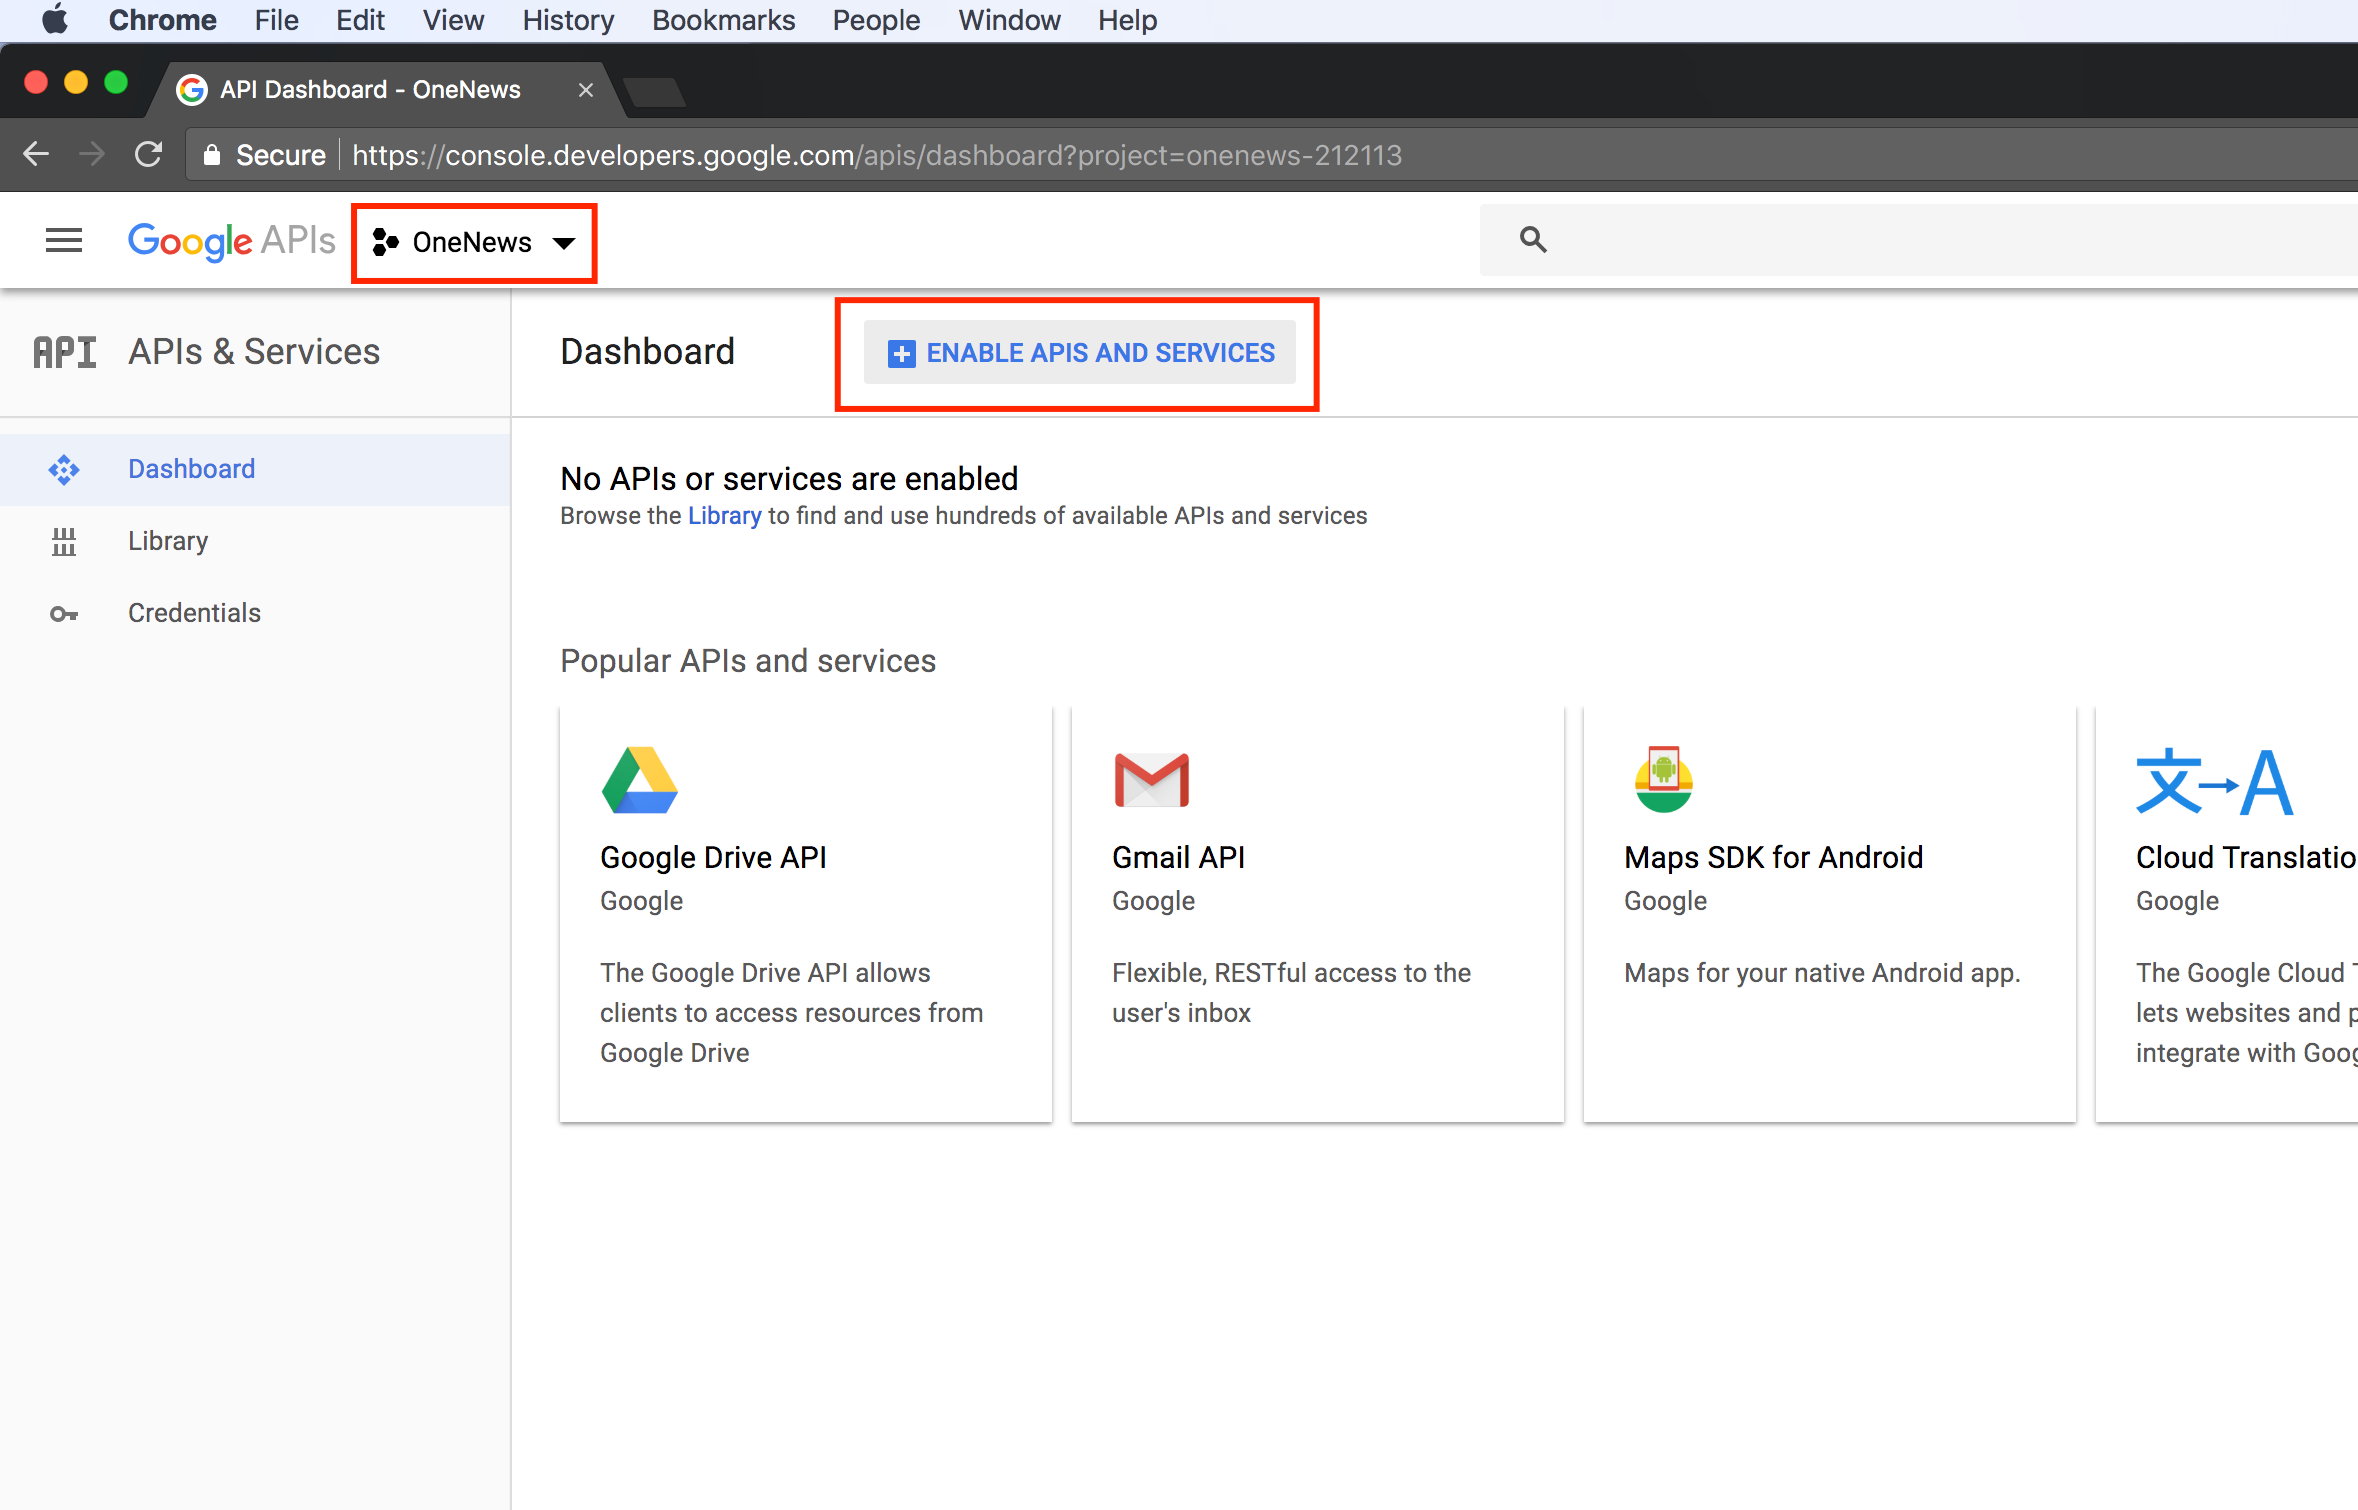 Chrome File Edit View History Bookmarks People Window Help
API Dashboard - OneNews
Secure https://console.developers.google.com/apis/dashboard?project=onenews-212113
Google APIs OneNews
API APIs & Services
Dashboard ENABLE APIS AND SERVICES
Dashboard
Library
Credentials
No APIs or services are enabled
Browse the Library to find and use hundreds of available APIs and services
Popular APIs and services
Google Drive API
Google
The Google Drive API allows
clients to access resources from
Google Drive
Gmail API
Google
Flexible, RESTful access to the
user's inbox
Maps SDK for Android
Google
Maps for your native Android app.
文→A
Cloud Translatio
Google
The Google Cloud
lets websites and p
integrate with Goog